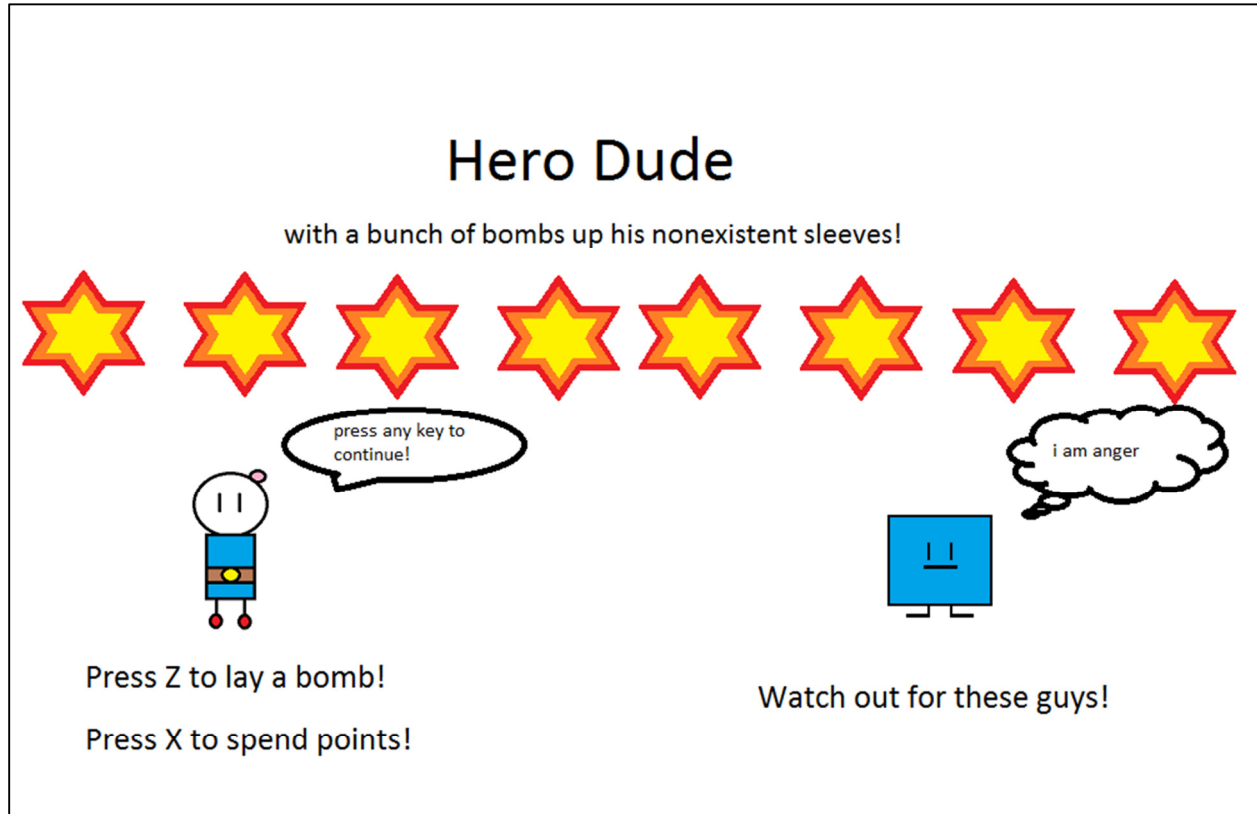 Hero Dude
with a bunch of bombs up his nonexistent sleeves!
press any key to
continue!
i am anger
Press Z to lay a bomb!
Press X to spend points!
Watch out for these guys!